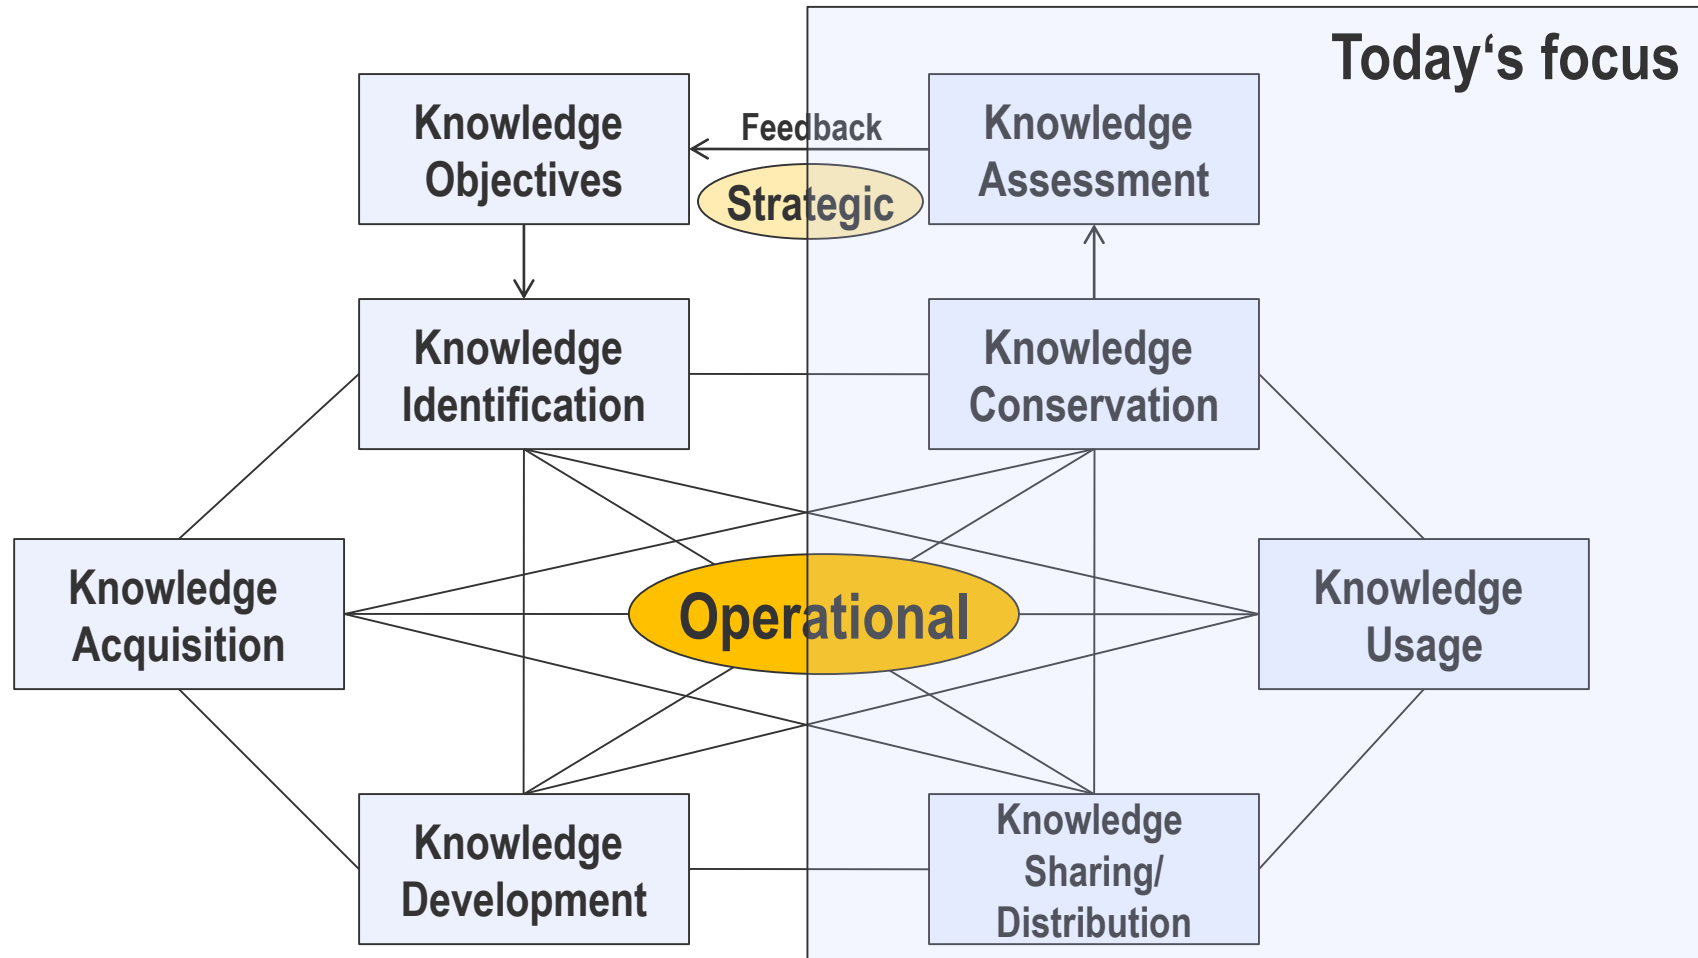 Today‘s focus
Knowledge
Objectives
Feedback
Strategic
Knowledge
Assessment
Knowledge
Identification
Knowledge
Conservation
Knowledge
Acquisition
Operational
Knowledge
Usage
Knowledge
Development
Knowledge
Sharing/
Distribution